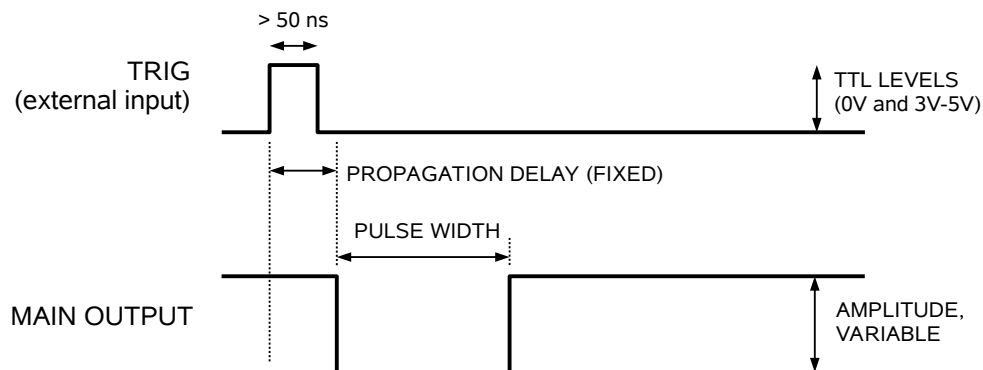 > 50 ns
TRIG
(external input)
TTL LEVELS
(0V and 3V-5V)
PROPAGATION DELAY (FIXED)
PULSE WIDTH
MAIN OUTPUT
AMPLITUDE,
VARIABLE